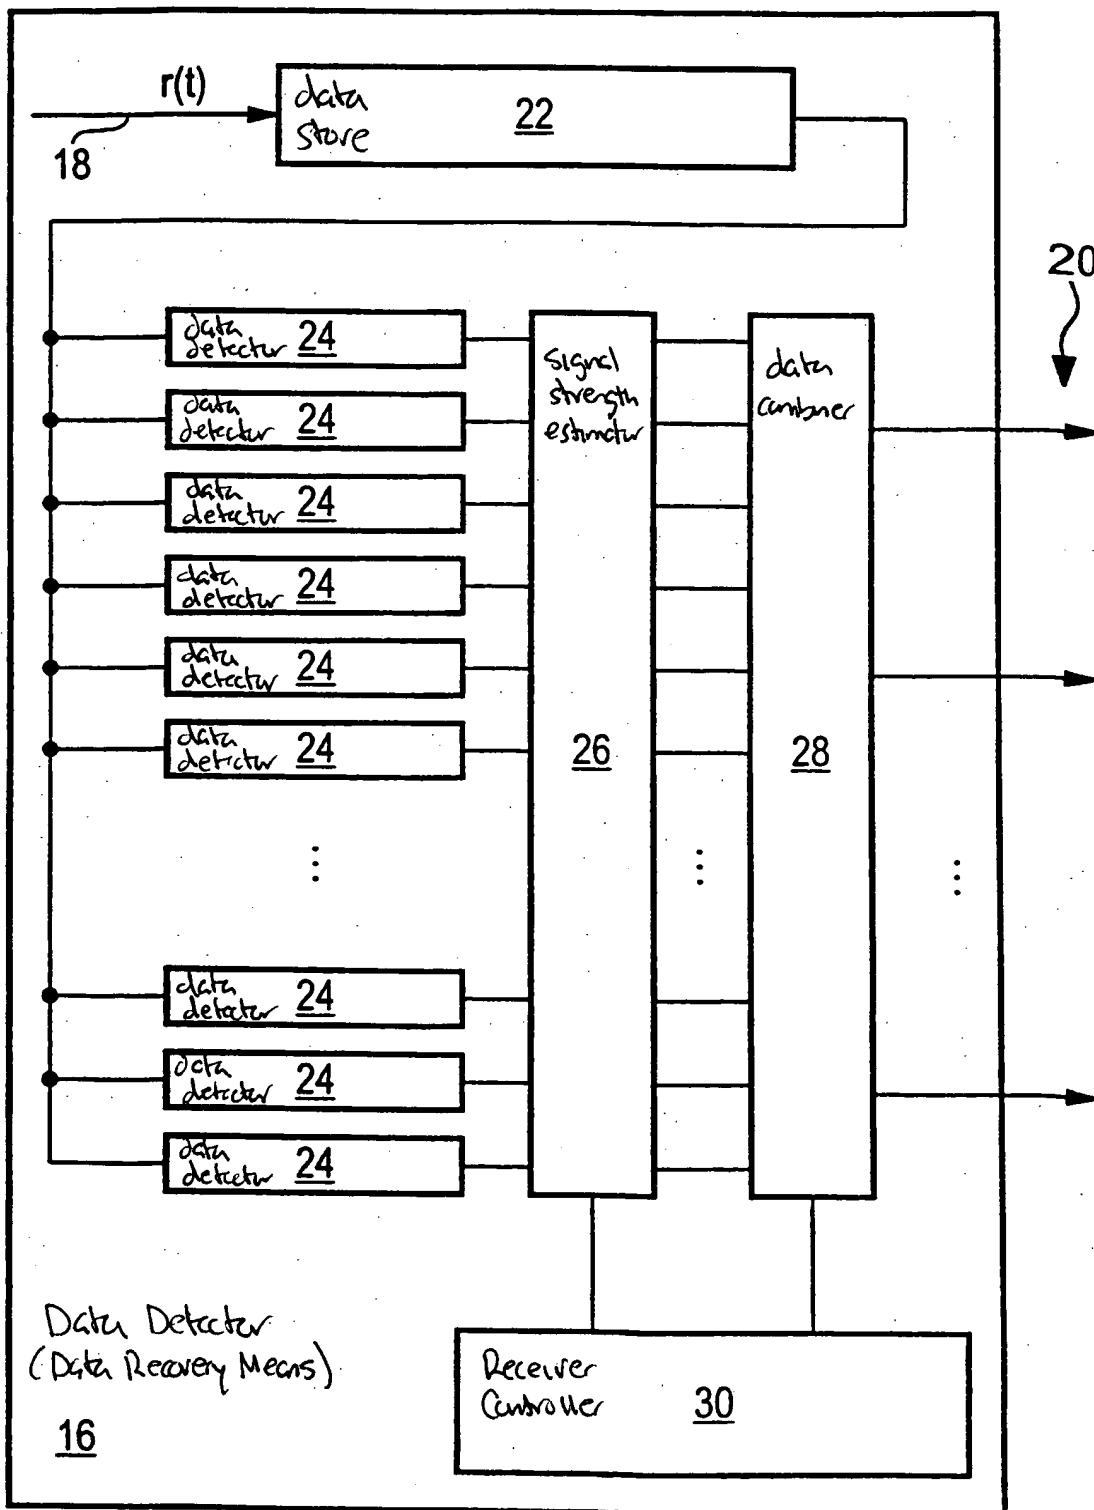 r(t)
data
store
22
18
20
data
detector 24
data
detector 24
data
detector 24
data
detector 24
data
detector 24
data
detector 24
data
detector 24
data
detector 24
data
detector 24
signal
strength
estimator
26
data
combiner
28
Data Detector
(Data Recovery Means)
16
Receiver
Controller
30